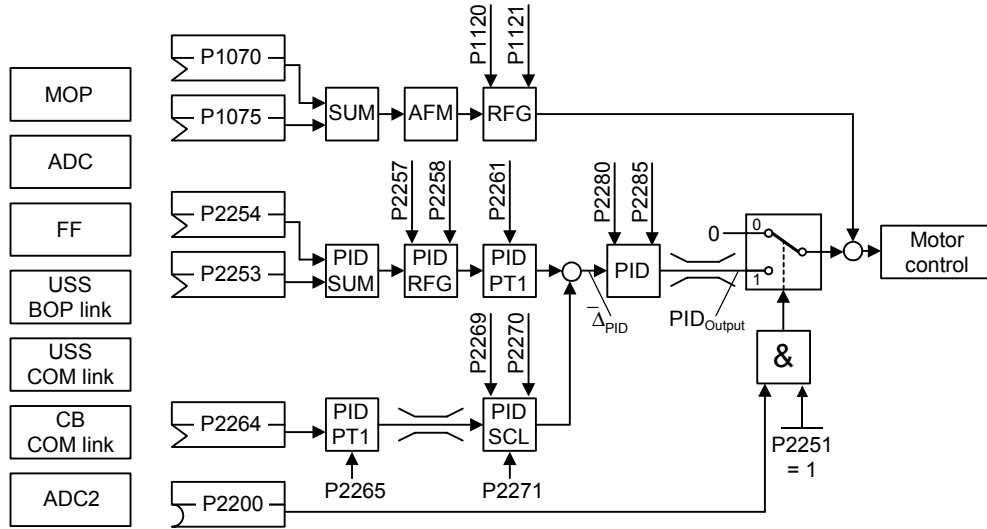 MOP
ADC
FF
USS
BOP link
USS
COM link
CB
COM link
ADC2
P1070
P1075
SUM
AFM
P1120
P1121
RFG
P2254
P2253
PID
SUM
P2257
P2258
PID
RFG
P2261
PID
PT1
Δ̅PID
P2280
P2285
PID
PIDOutput
0
0
1
Motor
control
&
P2251
= 1
P2264
PID
PT1
P2265
P2269
P2270
PID
SCL
P2271
P2200